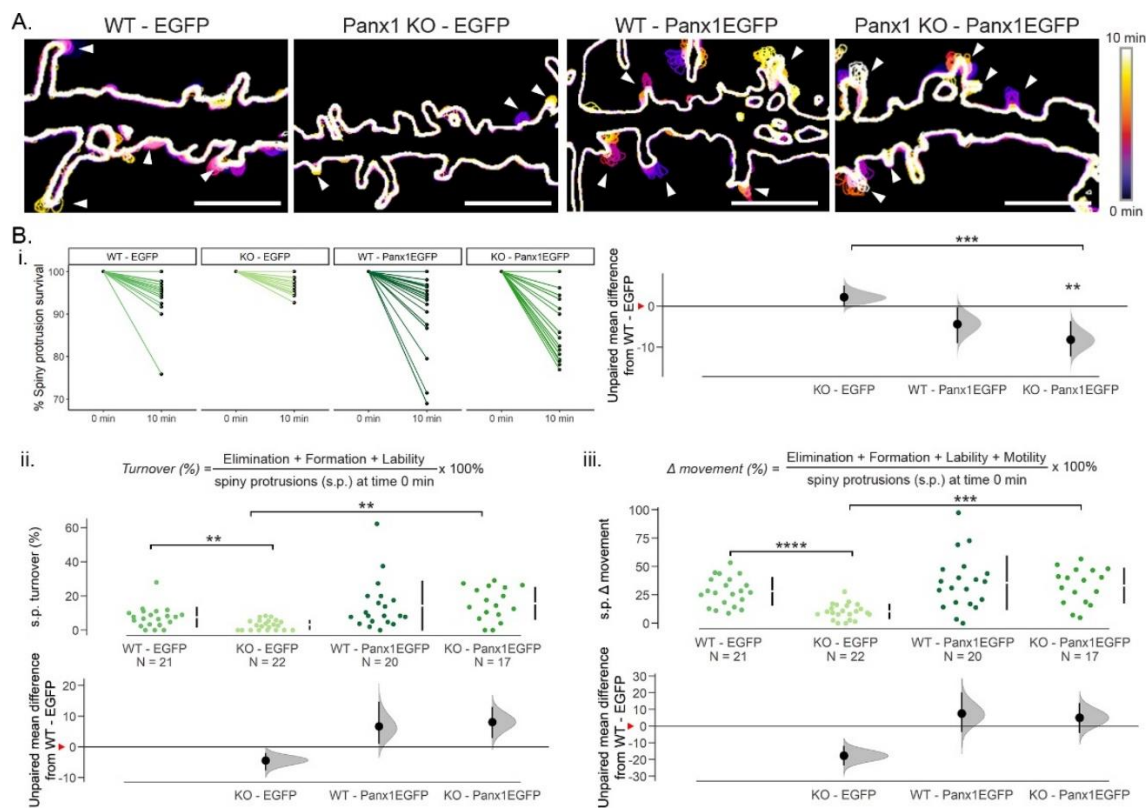 A.
WT - EGFP
Panx1 KO - EGFP
WT - Panx1EGFP
Panx1 KO - Panx1EGFP
10 min
0 min
B.
i.
WT - EGFP
KO - EGFP
WT - Panx1EGFP
KO - Panx1EGFP
% Spiny protrusion survival
100
90
80
70
0 min
10 min
0 min
10 min
0 min
10 min
0 min
10 min
Unpaired mean difference
from WT - EGFP
0
-10
***
**
KO - EGFP
WT - Panx1EGFP
KO - Panx1EGFP
ii.
Turnover (%) = Elimination + Formation + Lability
spiny protrusions (s.p.) at time 0 min
x 100%
s.p. turnover (%)
60
40
20
0
**
**
WT - EGFP
N = 21
KO - EGFP
N = 22
WT - Panx1EGFP
N = 20
KO - Panx1EGFP
N = 17
Unpaired mean difference
from WT - EGFP
20
10
0
-10
KO - EGFP
WT - Panx1EGFP
KO - Panx1EGFP
iii.
Δ movement (%) = Elimination + Formation + Lability + Motility
spiny protrusions (s.p.) at time 0 min
x 100%
s.p. Δ movement
100
75
50
25
0
****
***
WT - EGFP
N = 21
KO - EGFP
N = 22
WT - Panx1EGFP
N = 20
KO - Panx1EGFP
N = 17
Unpaired mean difference
from WT - EGFP
30
20
10
0
-10
-20
-30
KO - EGFP
WT - Panx1EGFP
KO - Panx1EGFP